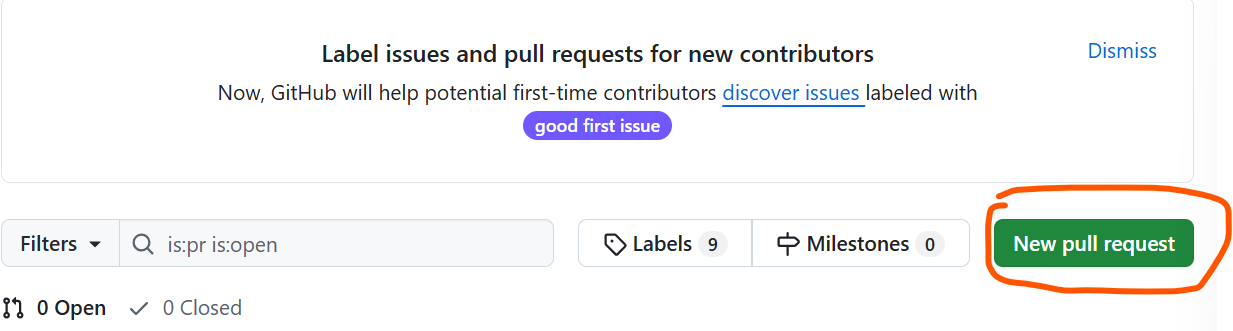 Label issues and pull requests for new contributors
Dismiss
Now, GitHub will help potential first-time contributors discover issues labeled with
good first issue
Filters is:pr is:open Labels 9 Milestones 0 New pull request
0 Open 0 Closed